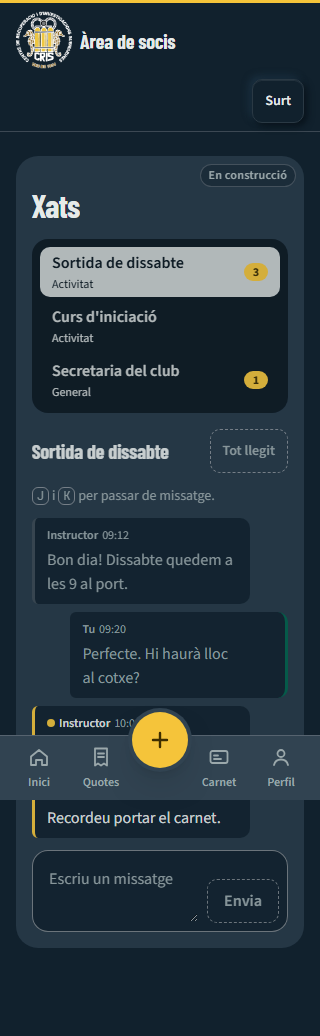 CRIS
Àrea de socis
Surt
En construcció
Xats
Sortida de dissabte
Activitat
3
Curs d'iniciació
Activitat
Secretaria del club
General
1
Sortida de dissabte
Tot llegit
J i K per passar de missatge.
Instructor 09:12
Bon dia! Dissabte quedem a
les 9 al port.
Tu 09:20
Perfecte. Hi haurà lloc
al cotxe?
Instructor
+
Inici
Quotes
Carnet
Perfil
Recordeu portar el carnet.
Escriu un missatge
Envia